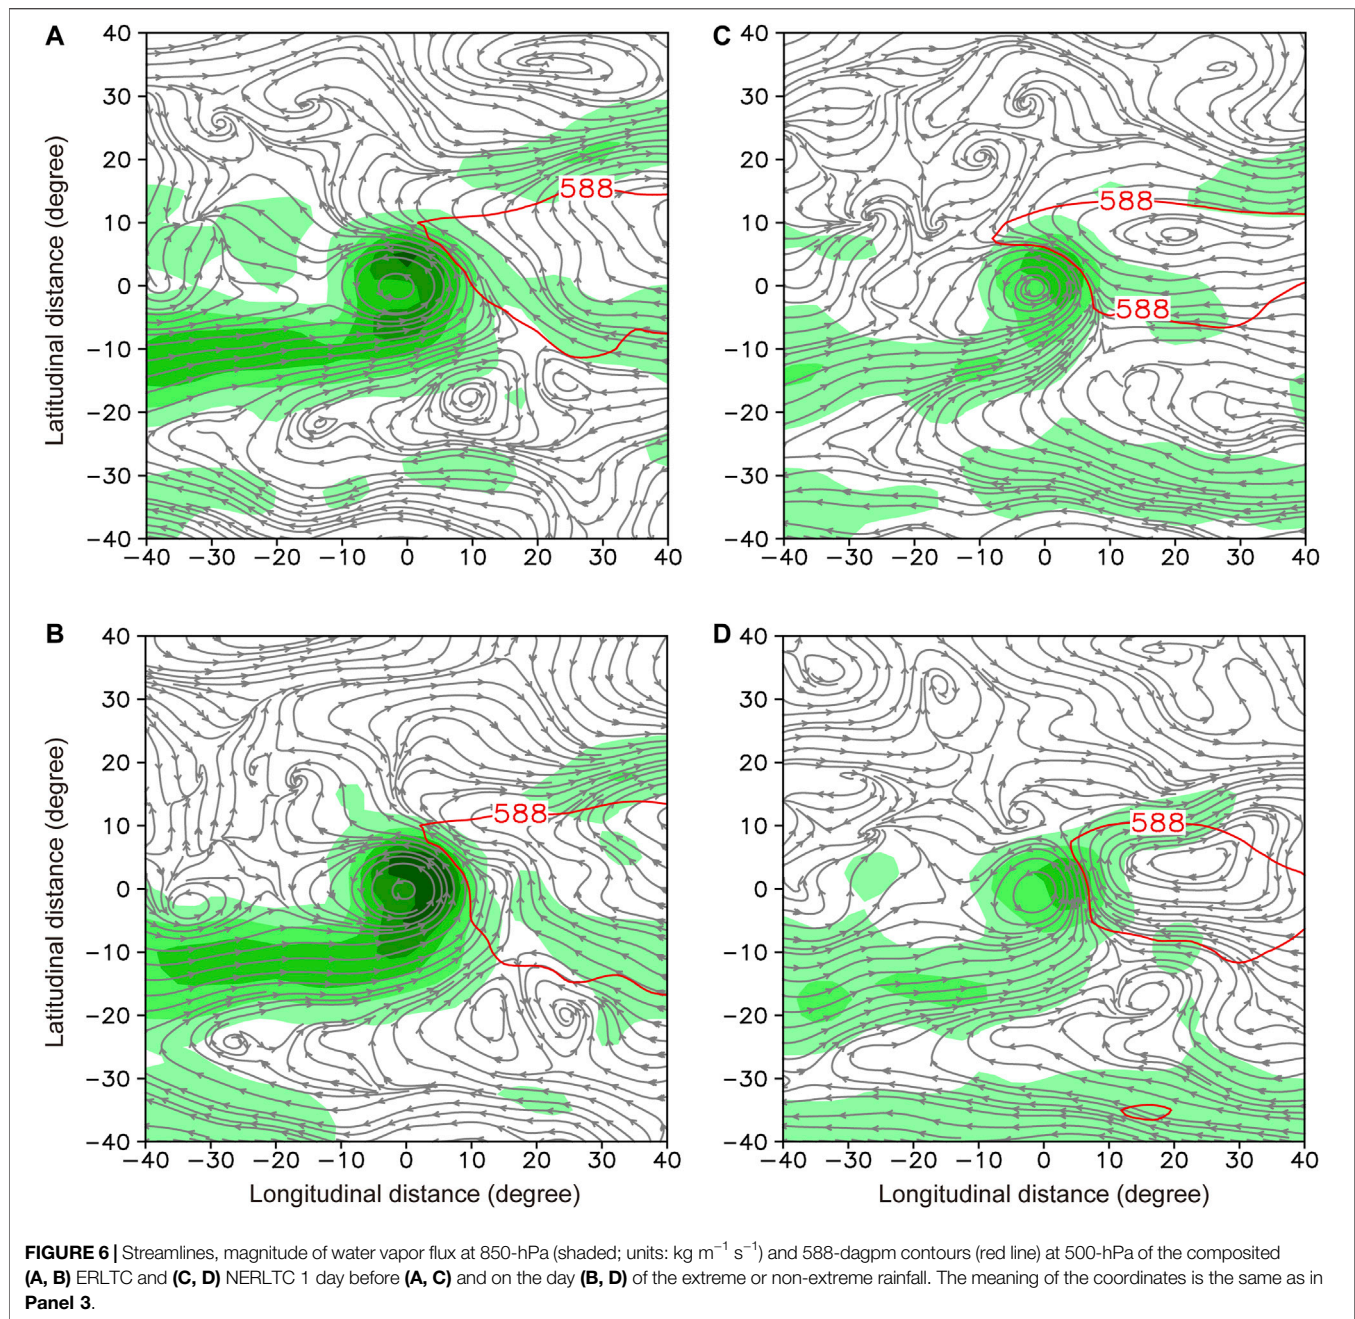 A
40
30
20
10
0
−10
−20
−30
−40
Latitudinal distance (degree)
588
−40 −30 −20 −10 0 10 20 30 40
C
40
30
20
10
0
−10
−20
−30
−40
588
588
−40 −30 −20 −10 0 10 20 30 40
B
40
30
20
10
0
−10
−20
−30
−40
Latitudinal distance (degree)
588
−40 −30 −20 −10 0 10 20 30 40
Longitudinal distance (degree)
D
40
30
20
10
0
−10
−20
−30
−40
588
−40 −30 −20 −10 0 10 20 30 40
Longitudinal distance (degree)
FIGURE 6 | Streamlines, magnitude of water vapor flux at 850-hPa (shaded; units: kg m⁻¹ s⁻¹) and 588-dagpm contours (red line) at 500-hPa of the composited
(A, B) ERLTC and (C, D) NERLTC 1 day before (A, C) and on the day (B, D) of the extreme or non-extreme rainfall. The meaning of the coordinates is the same as in
Panel 3.